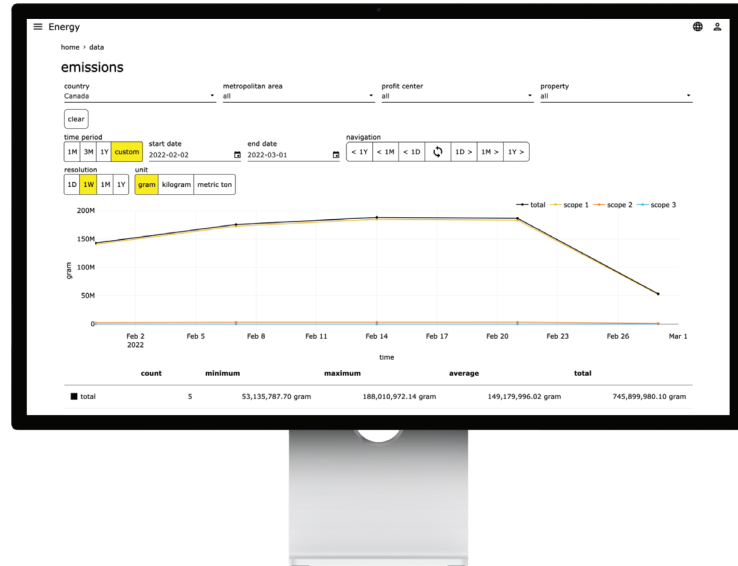 Energy
home › data
emissions
country metropolitan area profit center property
Canada all all all
clear
time period start date end date navigation
1M 3M 1Y custom 2022-02-02 2022-03-01 < 1Y < 1M < 1D 1D > 1M > 1Y >
resolution unit
1D 1W 1M 1Y gram kilogram metric ton
total scope 1 scope 2 scope 3
200M
150M
100M
50M
0
gram
Feb 2 Feb 5 Feb 8 Feb 11 Feb 14 Feb 17 Feb 20 Feb 23 Feb 26 Mar 1
2022
time
count minimum maximum average total
total 5 53,135,787.70 gram 188,010,972.14 gram 149,179,996.02 gram 745,899,980.10 gram